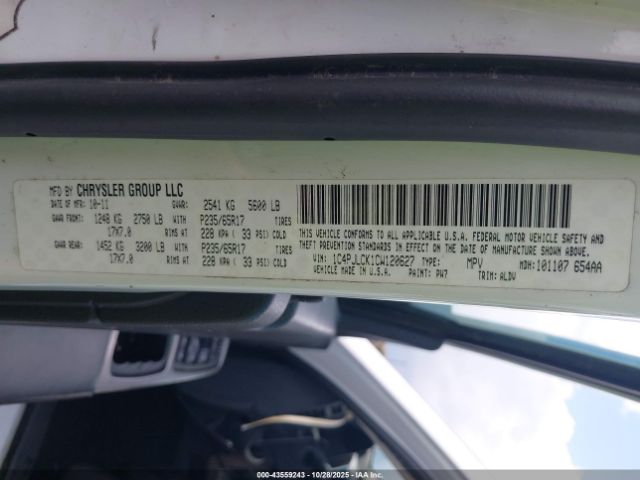 MFD BY CHRYSLER GROUP LLC
DATE OF MFR: 10-11 GVWR: 2541 KG 5600 LB
GAWR FRONT: 1248 KG 2750 LB WITH P235/65R17 TIRES
17X7.0 RIMS AT 228 KPA ( 33 PSI) COLD
GAWR REAR: 1452 KG 3200 LB WITH P235/65R17 TIRES
17X7.0 RIMS AT 228 KPA ( 33 PSI) COLD
THIS VEHICLE CONFORMS TO ALL APPLICABLE U.S.A. FEDERAL MOTOR VEHICLE SAFETY AND
THEFT PREVENTION STANDARDS IN EFFECT ON THE DATE OF MANUFACTURE SHOWN ABOVE.
VIN: 1C4PJLCK1CW120627 TYPE: MPV MDH: 101107 654AA
VEHICLE MADE IN U.S.A. PAINT: PW7 TRIM: ALDV
000-43559243 | 10/28/2025 | IAA Inc.